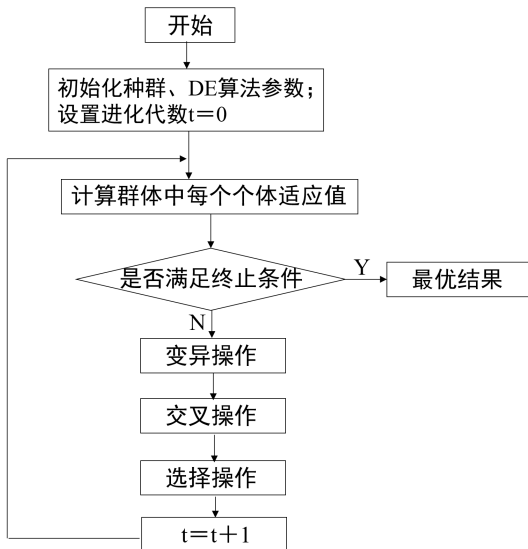 开始
初始化种群、DE算法参数；
设置进化代数t=0
计算群体中每个个体适应值
是否满足终止条件
Y
最优结果
N
变异操作
交叉操作
选择操作
t=t+1